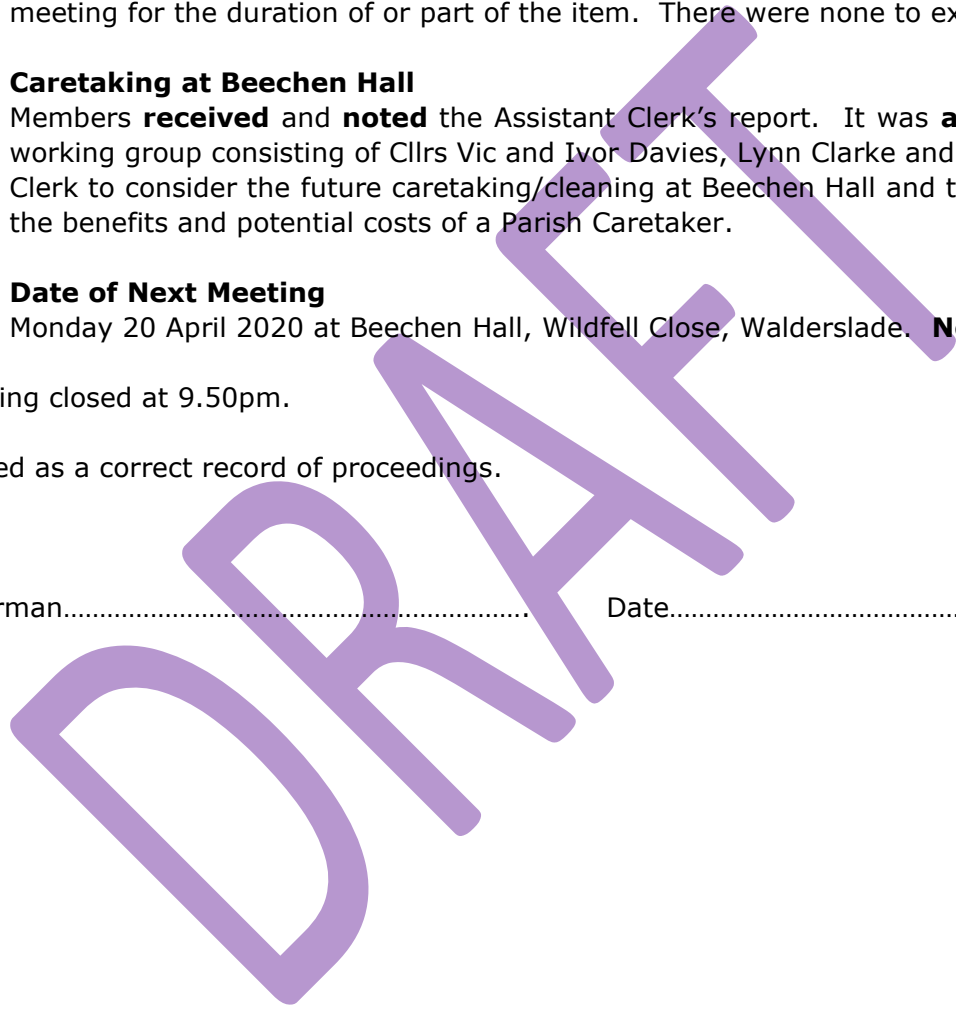 meeting for the duration of or part of the item. There were none to
Caretaking at Beechen Hall
Members received and noted the Assistant Clerk's report. It was
working group consisting of Cllrs Vic and Ivor Davies, Lynn Clarke and
Clerk to consider the future caretaking/cleaning at Beechen Hall and
the benefits and potential costs of a Parish Caretaker.
Date of Next Meeting
Monday 20 April 2020 at Beechen Hall, Wildfell Close, Walderslade.
closed at 9.50pm.
as a correct record of proceedings.
Date
DRAFT